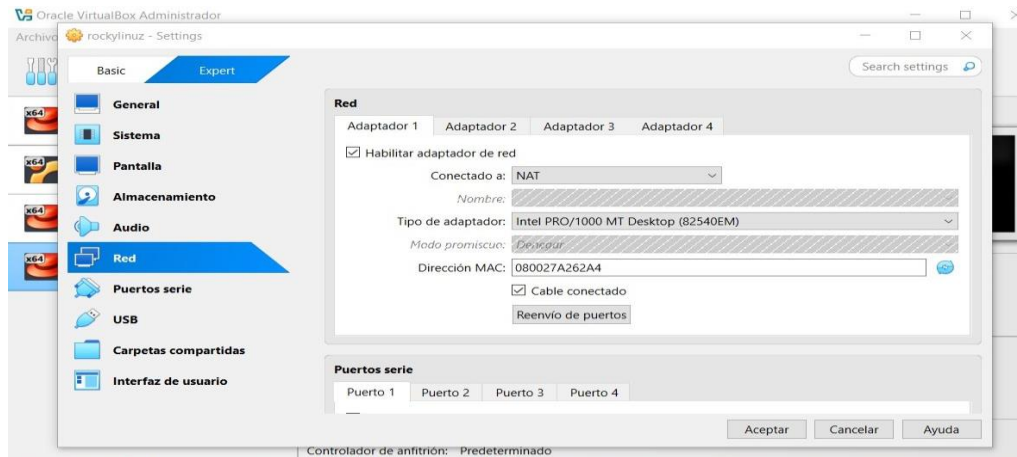 Oracle VirtualBox Administrador
Archivo
rockylinuz - Settings
Basic Expert
Search settings
x64
General
Sistema
x64
Pantalla
Almacenamiento
x64
Audio
x64
Red
Puertos serie
USB
Carpetas compartidas
Interfaz de usuario
Red
Adaptador 1 Adaptador 2 Adaptador 3 Adaptador 4
Habilitar adaptador de red
Conectado a: NAT
Nombre:
Tipo de adaptador: Intel PRO/1000 MT Desktop (82540EM)
Modo promiscuo: Denegar
Dirección MAC: 080027A262A4
Cable conectado
Reenvío de puertos
Puertos serie
Puerto 1 Puerto 2 Puerto 3 Puerto 4
Aceptar Cancelar Ayuda
Controlador de anfitrión: Predeterminado